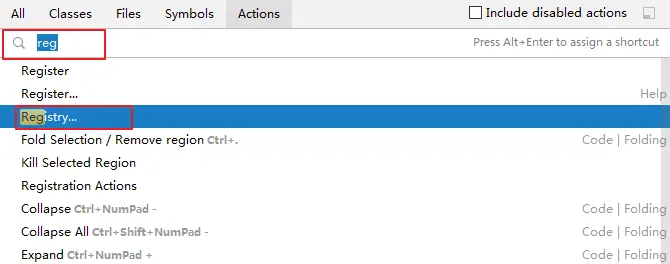 All Classes Files Symbols Actions Include disabled actions
reg Press Alt+Enter to assign a shortcut
Register
Register... Help
Registry...
Fold Selection / Remove region Ctrl+. Code | Folding
Kill Selected Region
Registration Actions
Collapse Ctrl+NumPad - Code | Folding
Collapse All Ctrl+Shift+NumPad - Code | Folding
Expand Ctrl+NumPad + Code | Folding